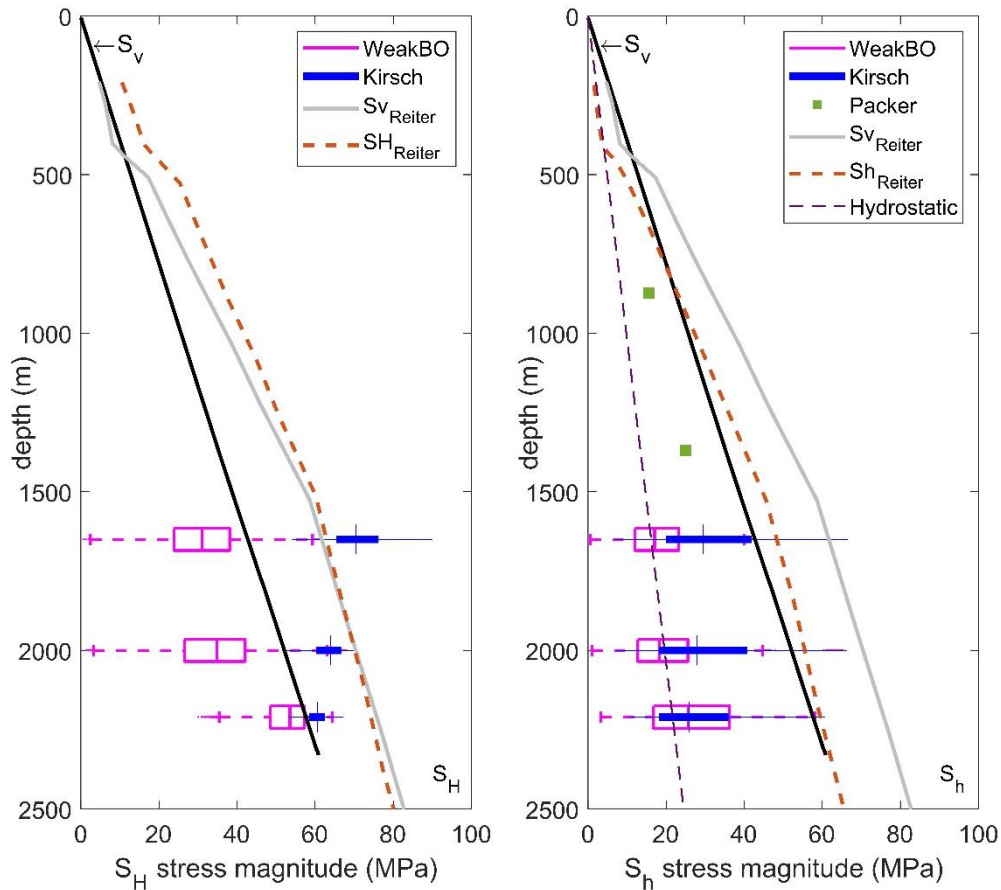 0
500
1000
1500
2000
2500
depth (m)
0
20
40
60
80
100
S_H stress magnitude (MPa)
←S_v
WeakBO
Kirsch
Sv_Reiter
SH_Reiter
S_H
0
500
1000
1500
2000
2500
depth (m)
0
20
40
60
80
100
S_h stress magnitude (MPa)
←S_v
WeakBO
Kirsch
Packer
Sv_Reiter
Sh_Reiter
Hydrostatic
S_h